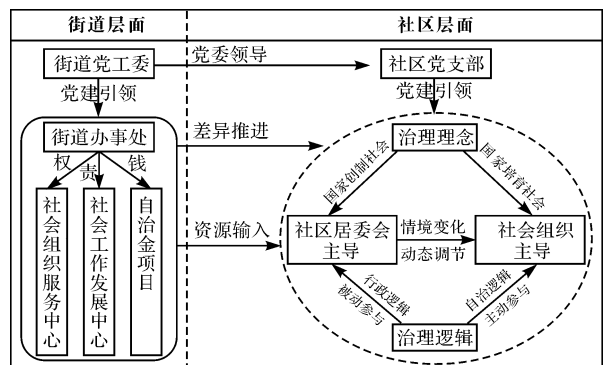 街道层面
社区层面
街道党工委
党委领导
社区党支部
党建引领
党建引领
街道办事处
差异推进
治理理念
权
责
钱
国家创制社会
国家培育社会
社会组织服务中心
社会工作发展中心
自治金项目
资源输入
社区居委会
主导
情境变化
动态调节
社会组织
主导
行政逻辑
被动参与
自治逻辑
主动参与
治理逻辑